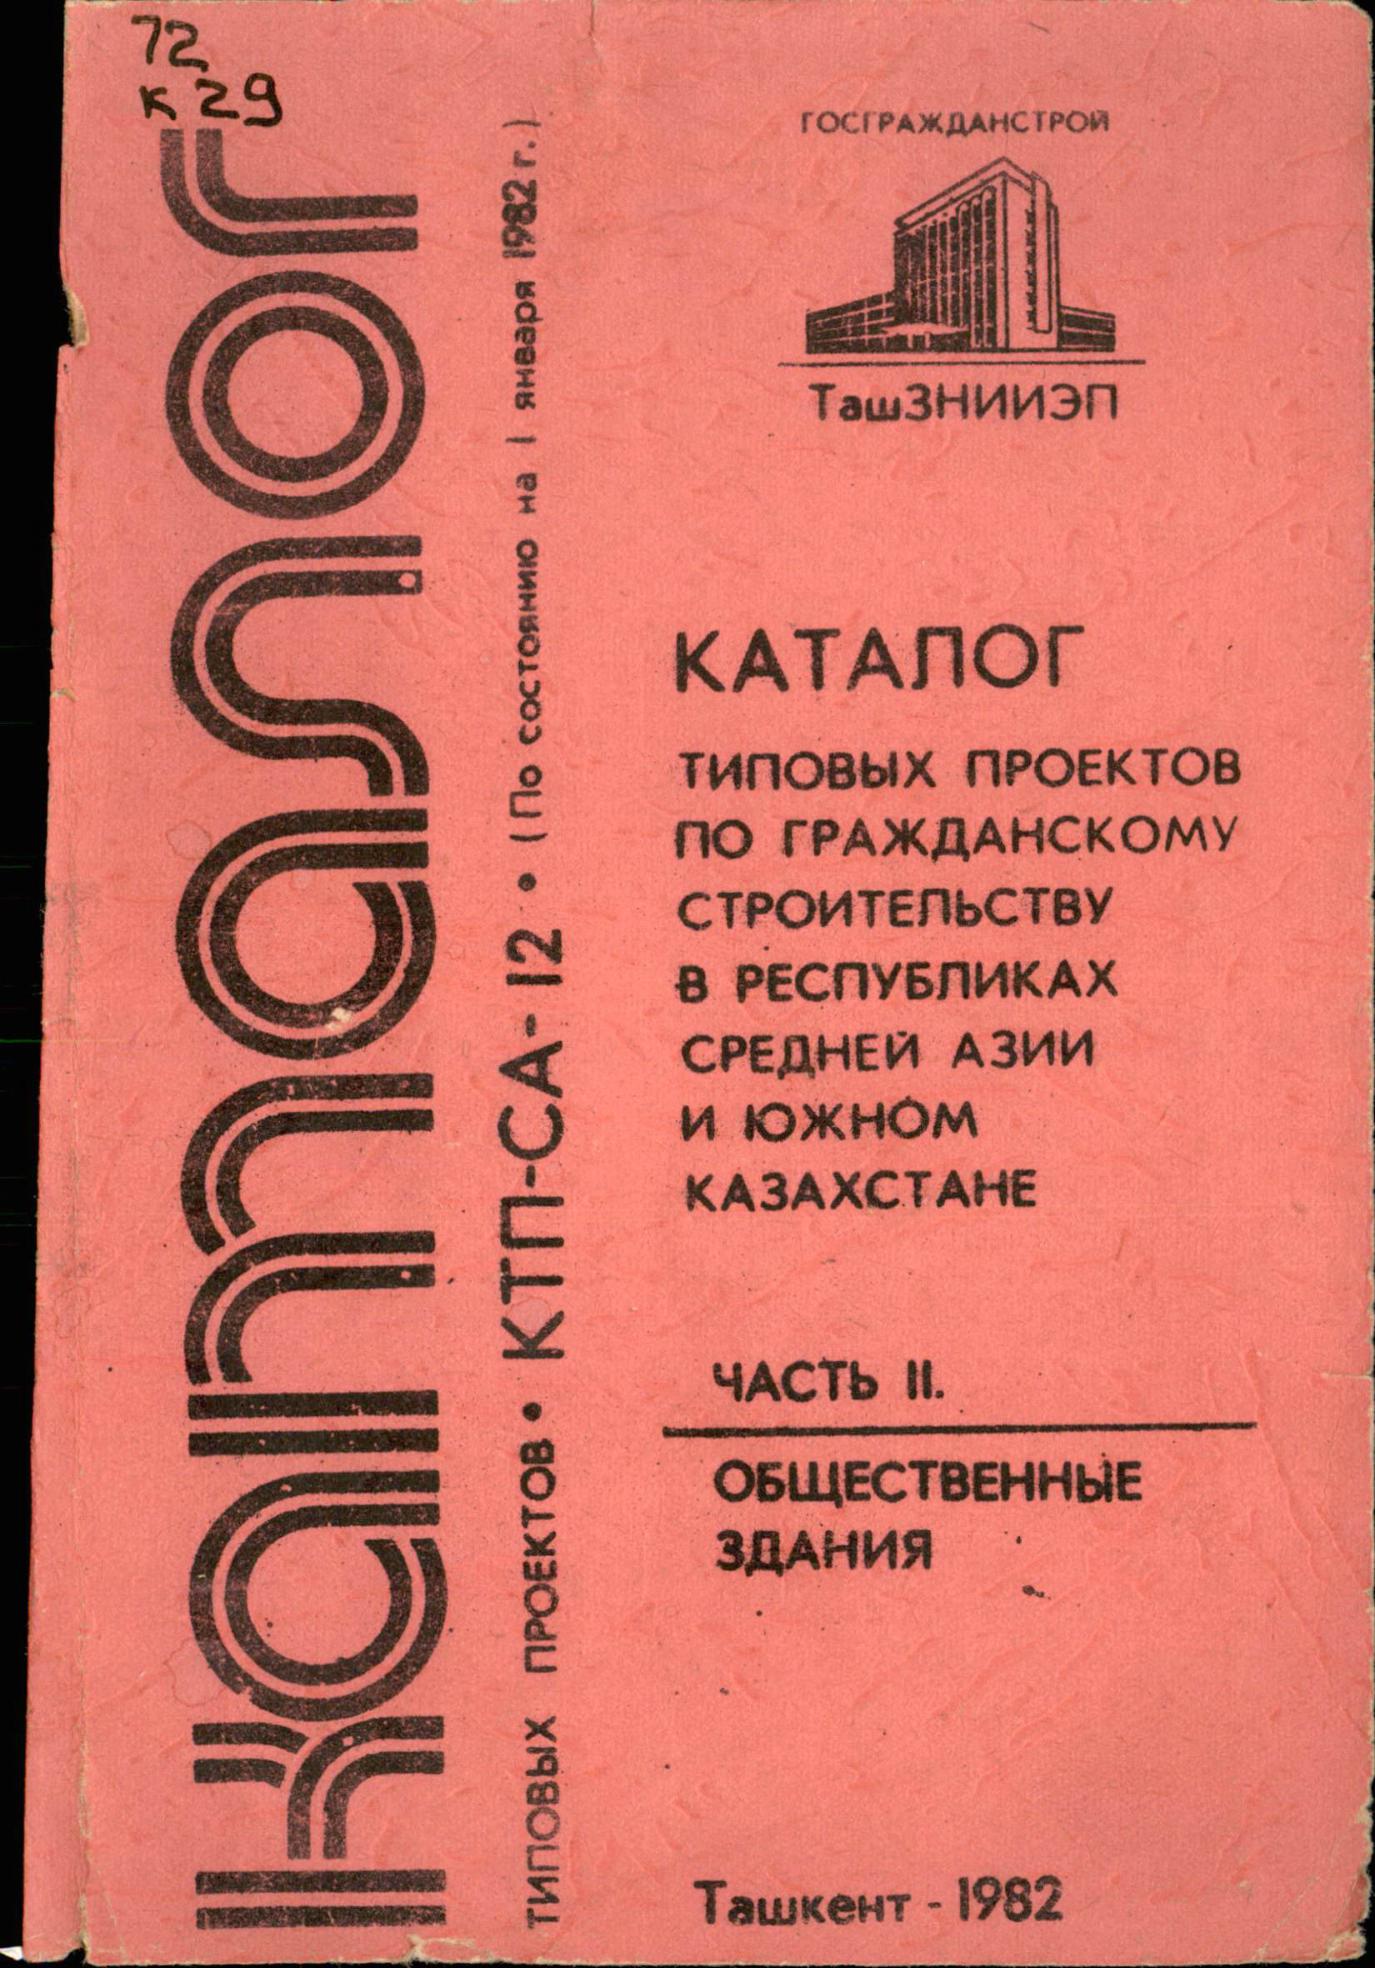 72
к 29
каталог
типовых проектов • КТП-СА-12 • (По состоянию на 1 января 1982 г.)
ГОСГРАЖДАНСТРОЙ
ТашЗНИИЭП
КАТАЛОГ
ТИПОВЫХ ПРОЕКТОВ
ПО ГРАЖДАНСКОМУ
СТРОИТЕЛЬСТВУ
В РЕСПУБЛИКАХ
СРЕДНЕЙ АЗИИ
И ЮЖНОМ
КАЗАХСТАНЕ
ЧАСТЬ II.
ОБЩЕСТВЕННЫЕ
ЗДАНИЯ
Ташкент - 1982